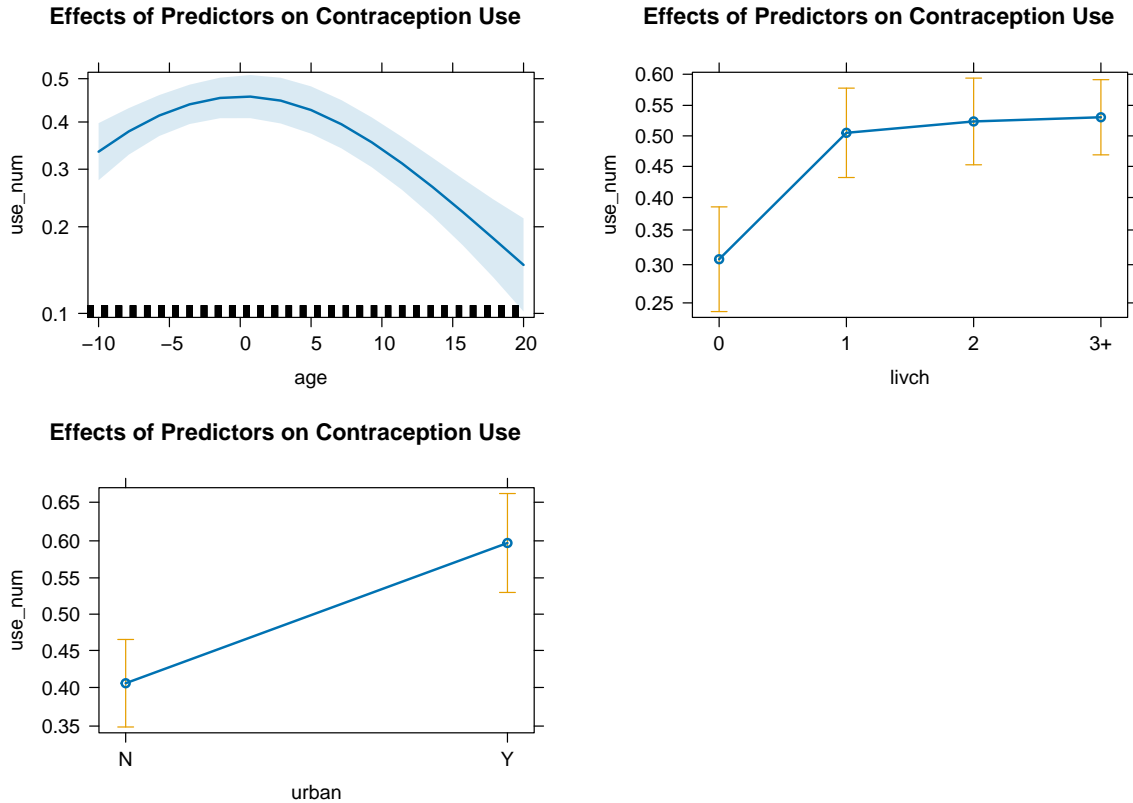 Effects of Predictors on Contraception Use
use_num
0.5
0.4
0.3
0.2
0.1
−10 −5 0 5 10 15 20
age
Effects of Predictors on Contraception Use
use_num
0.60
0.55
0.50
0.45
0.40
0.35
0.30
0.25
0 1 2 3+
livch
Effects of Predictors on Contraception Use
use_num
0.65
0.60
0.55
0.50
0.45
0.40
0.35
N Y
urban